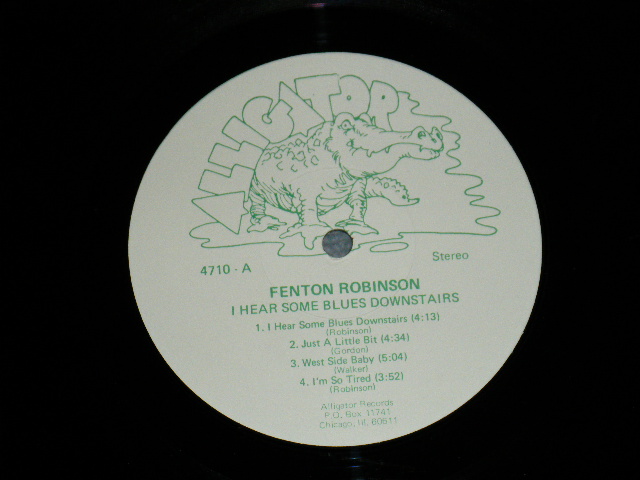 ALLIGATOR
4710 - A
Stereo
FENTON ROBINSON
I HEAR SOME BLUES DOWNSTAIRS
1. I Hear Some Blues Downstairs (4:13)
(Robinson)
2. Just A Little Bit (4:34)
(Gordon)
3. West Side Baby (5:04)
(Walker)
4. I'm So Tired (3:52)
(Robinson)
Alligator Records
P.O. Box 11741
Chicago, Ill. 60611